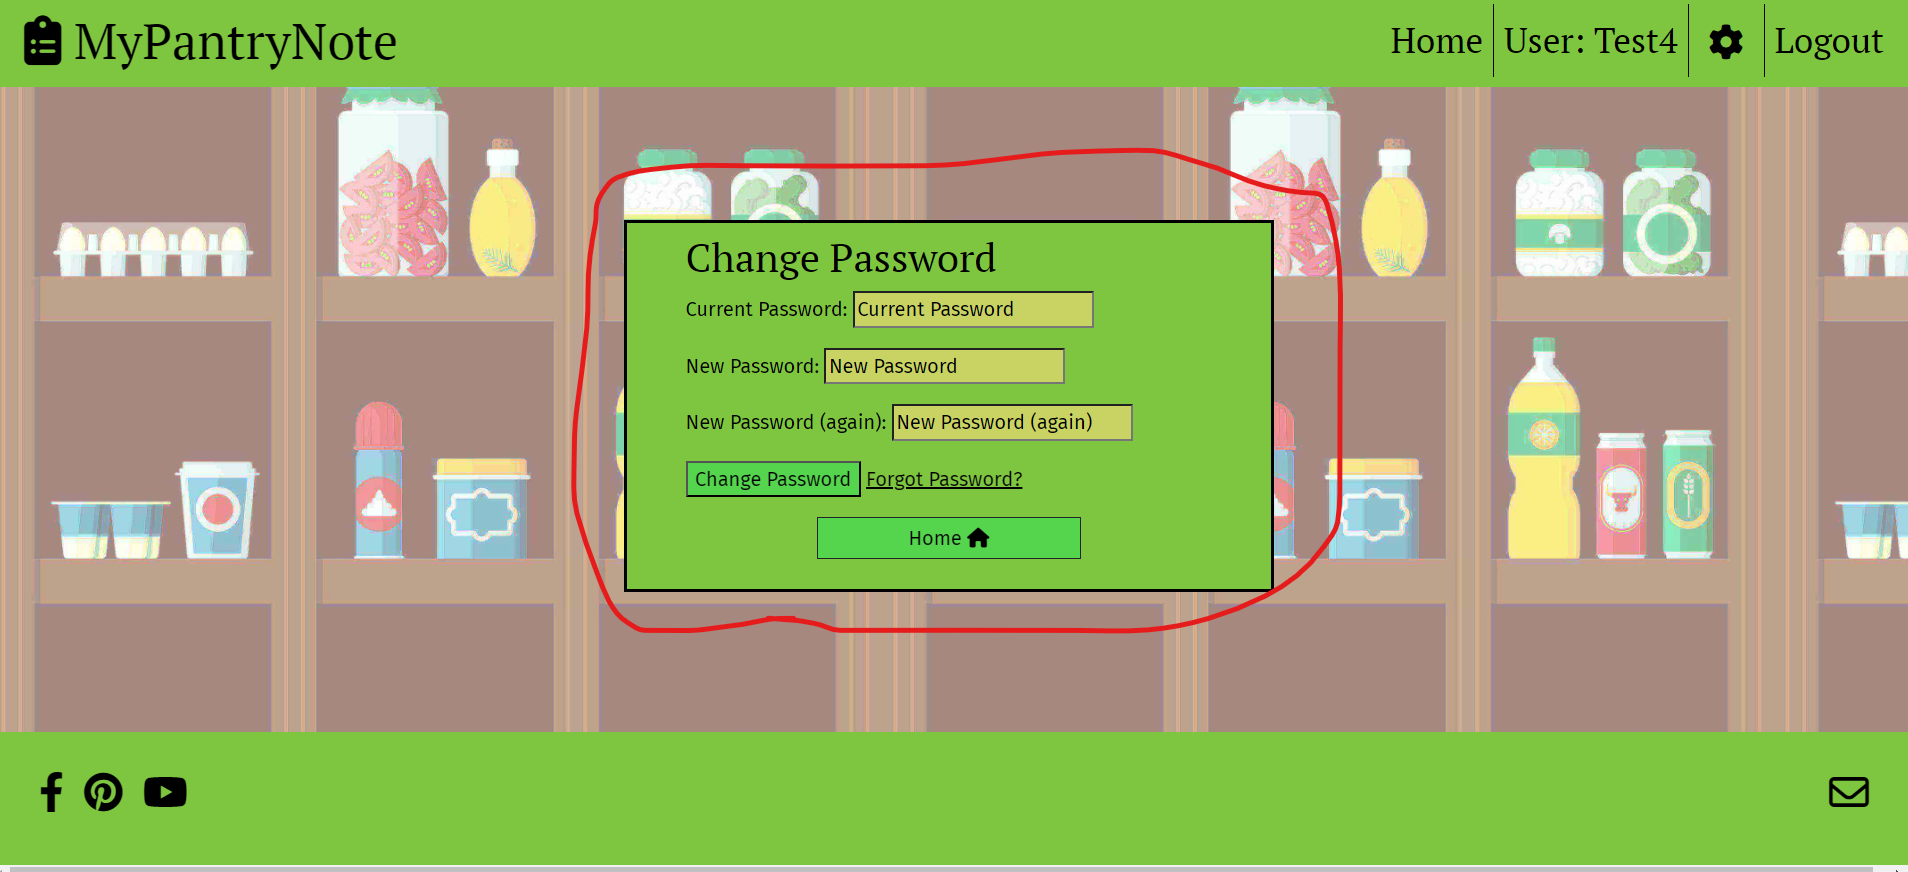 MyPantryNote
Home User: Test4 Logout
Change Password
Current Password: Current Password
New Password: New Password
New Password (again): New Password (again)
Change Password Forgot Password?
Home